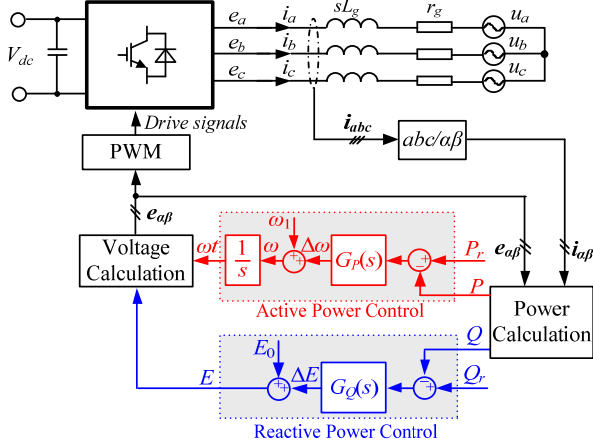 V_dc
e_a i_a sL_g r_g u_a
e_b i_b u_b
e_c i_c u_c
Drive signals
i_abc
abc/αβ
PWM
e_αβ
Voltage Calculation
ωt
1/s
ω
ω_1
+ +
Δω
G_P(s)
−
P_r
P
Active Power Control
e_αβ
i_αβ
Power Calculation
E
E_0
+ +
ΔE
G_Q(s)
− +
Q
Q_r
Reactive Power Control